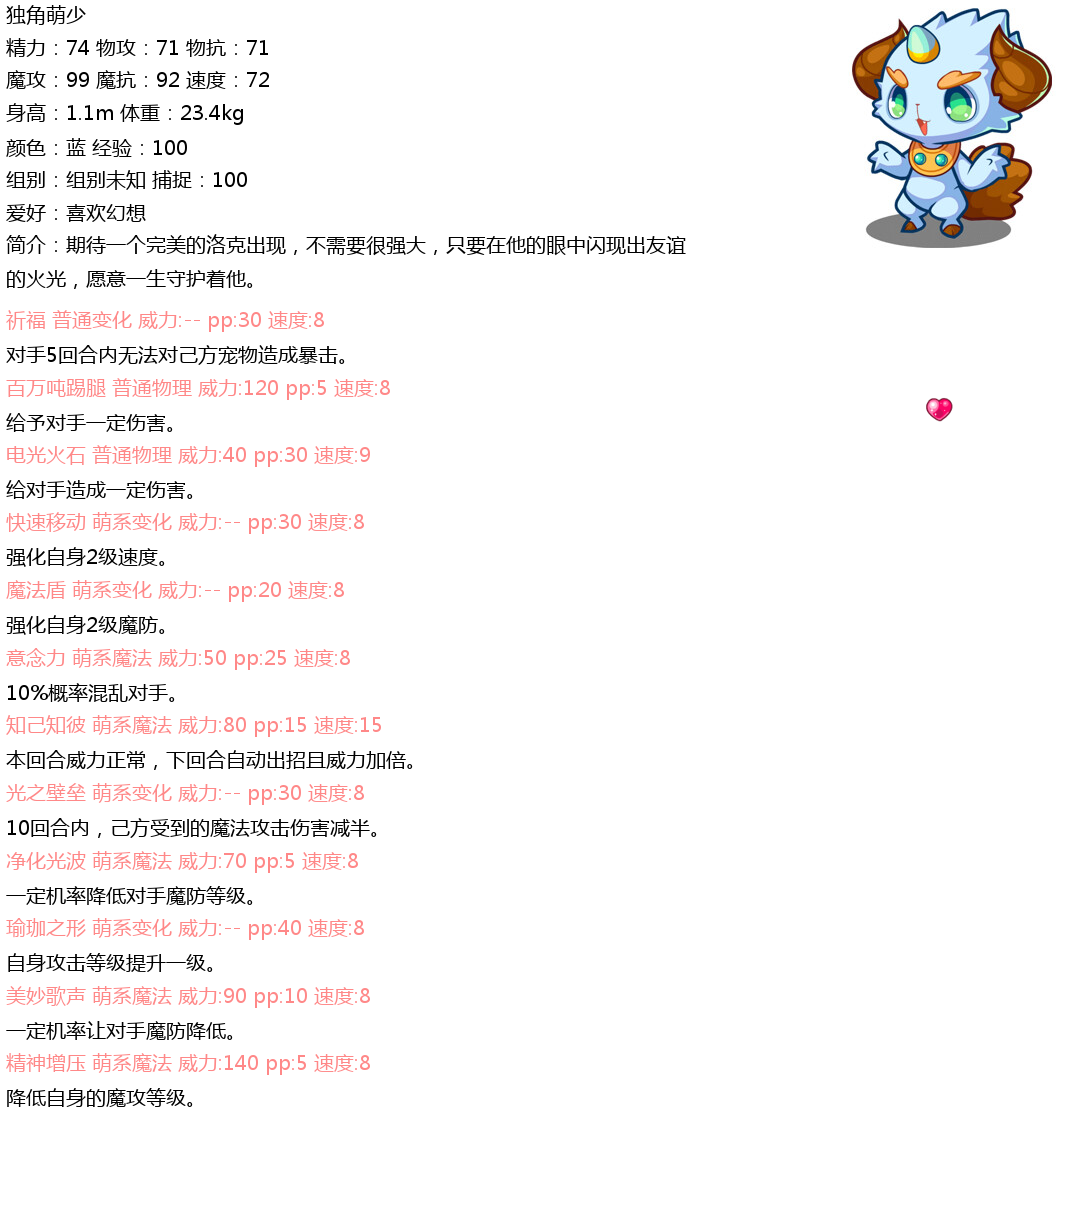 独角萌少
精力：74 物攻：71 物抗：71
魔攻：99 魔抗：92 速度：72
身高：1.1m 体重：23.4kg
颜色：蓝 经验：100
组别：组别未知 捕捉：100
爱好：喜欢幻想
简介：期待一个完美的洛克出现，不需要很强大，只要在他的眼中闪现出友谊
的火光，愿意一生守护着他。
祈福 普通变化 威力:-- pp:30 速度:8
对手5回合内无法对己方宠物造成暴击。
百万吨踢腿 普通物理 威力:120 pp:5 速度:8
给予对手一定伤害。
电光火石 普通物理 威力:40 pp:30 速度:9
给对手造成一定伤害。
快速移动 萌系变化 威力:-- pp:30 速度:8
强化自身2级速度。
魔法盾 萌系变化 威力:-- pp:20 速度:8
强化自身2级魔防。
意念力 萌系魔法 威力:50 pp:25 速度:8
10%概率混乱对手。
知己知彼 萌系魔法 威力:80 pp:15 速度:15
本回合威力正常，下回合自动出招且威力加倍。
光之壁垒 萌系变化 威力:-- pp:30 速度:8
10回合内，己方受到的魔法攻击伤害减半。
净化光波 萌系魔法 威力:70 pp:5 速度:8
一定机率降低对手魔防等级。
瑜珈之形 萌系变化 威力:-- pp:40 速度:8
自身攻击等级提升一级。
美妙歌声 萌系魔法 威力:90 pp:10 速度:8
一定机率让对手魔防降低。
精神增压 萌系魔法 威力:140 pp:5 速度:8
降低自身的魔攻等级。